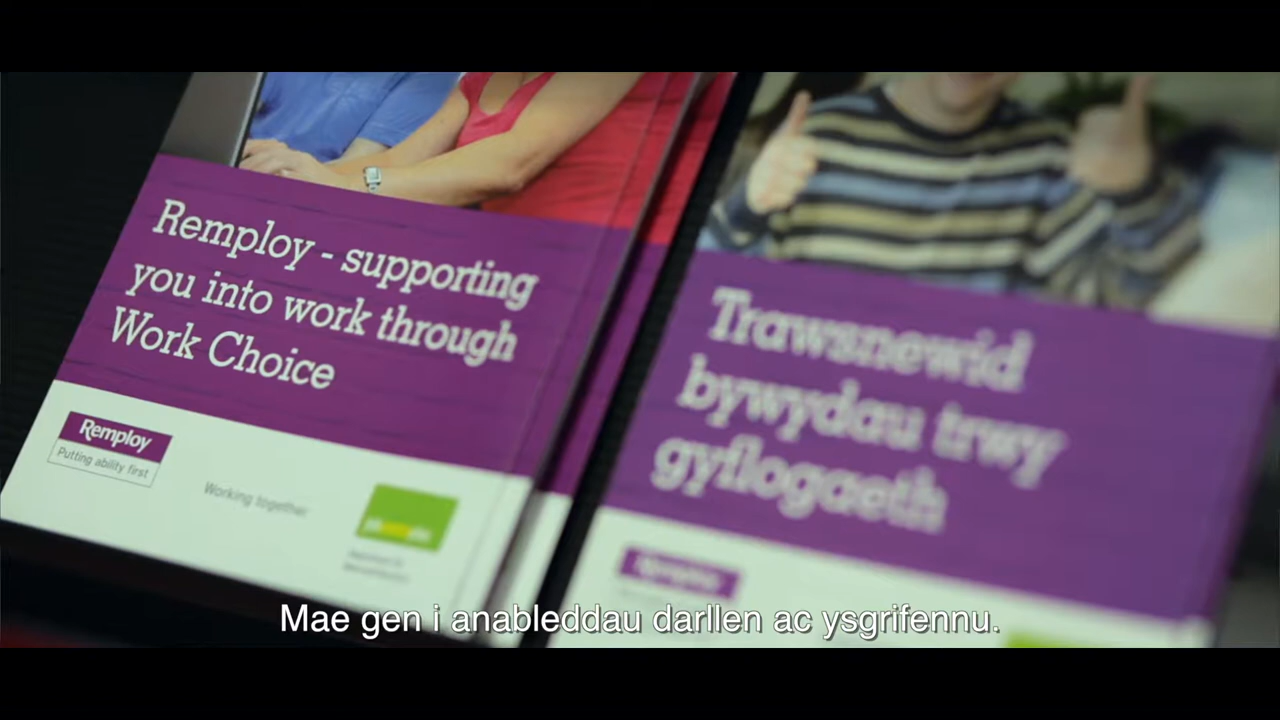 Remploy - supporting
you into work through
Work Choice
Remploy
Putting ability first
Working together
Trawsnewid
bywydau trwy
gyflogaeth
Remploy
Mae gen i anableddau darllen ac ysgrifennu.